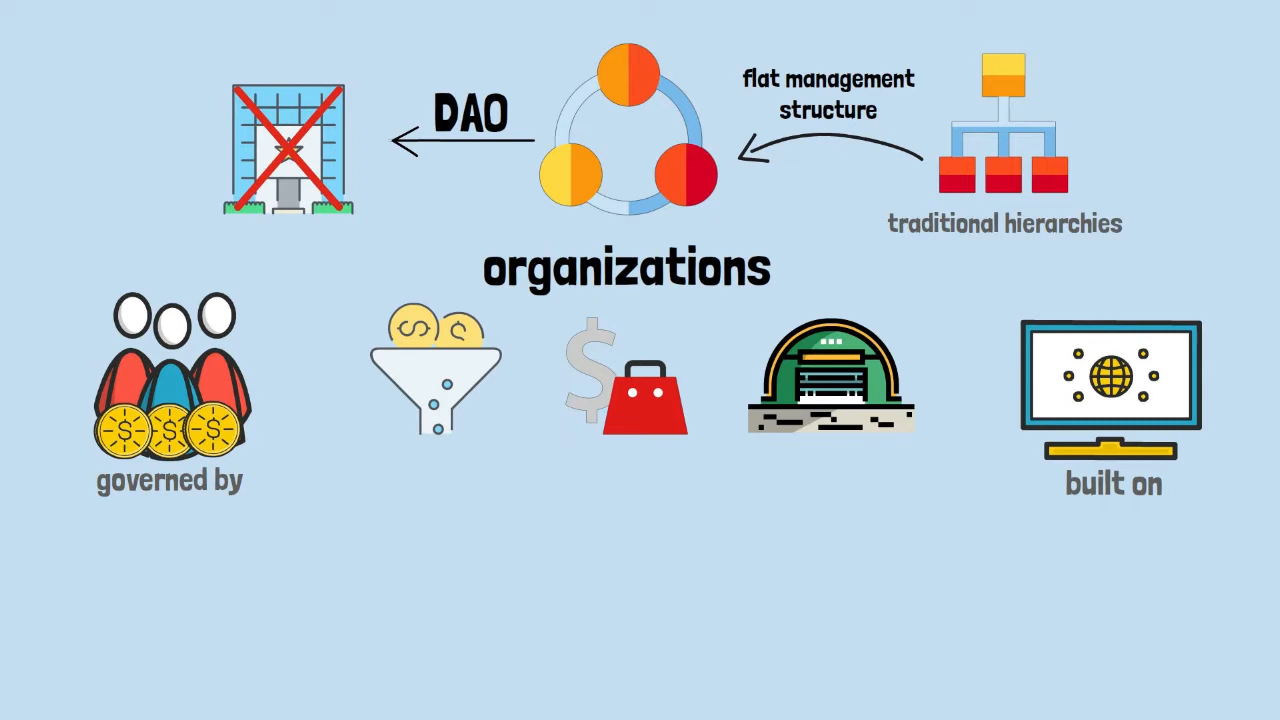 DAO
flat management
structure
traditional hierarchies
organizations
governed by
built on